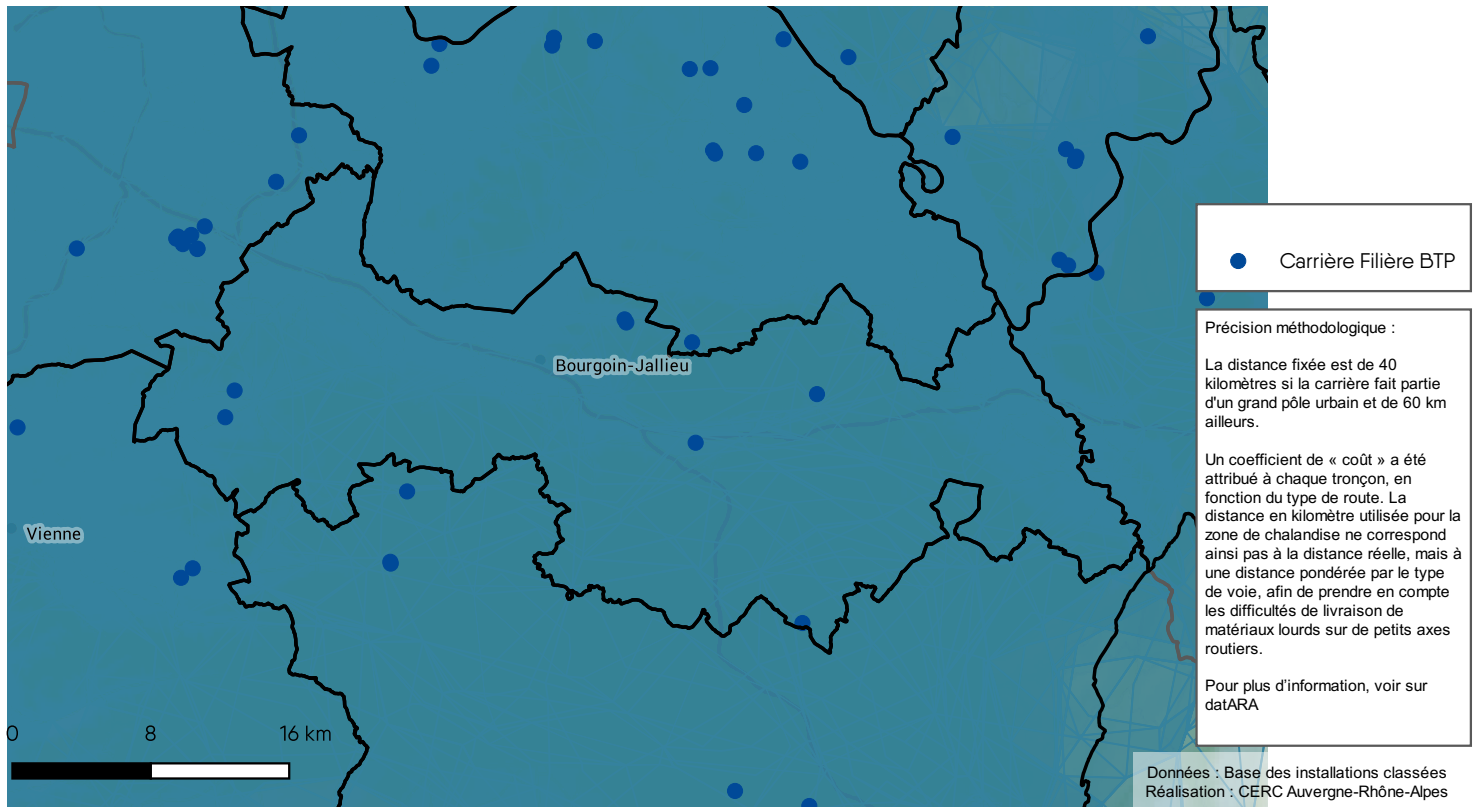 Carrière Filière BTP
Précision méthodologique :
La distance fixée est de 40
kilomètres si la carrière fait partie
d'un grand pôle urbain et de 60 km
ailleurs.
Un coefficient de « coût » a été
attribué à chaque tronçon, en
fonction du type de route. La
distance en kilomètre utilisée pour la
zone de chalandise ne correspond
ainsi pas à la distance réelle, mais à
une distance pondérée par le type
de voie, afin de prendre en compte
les difficultés de livraison de
matériaux lourds sur de petits axes
routiers.
Pour plus d’information, voir sur
datARA
Bourgoin-Jallieu
Vienne
0 8 16 km
Données : Base des installations classées
Réalisation : CERC Auvergne-Rhône-Alpes